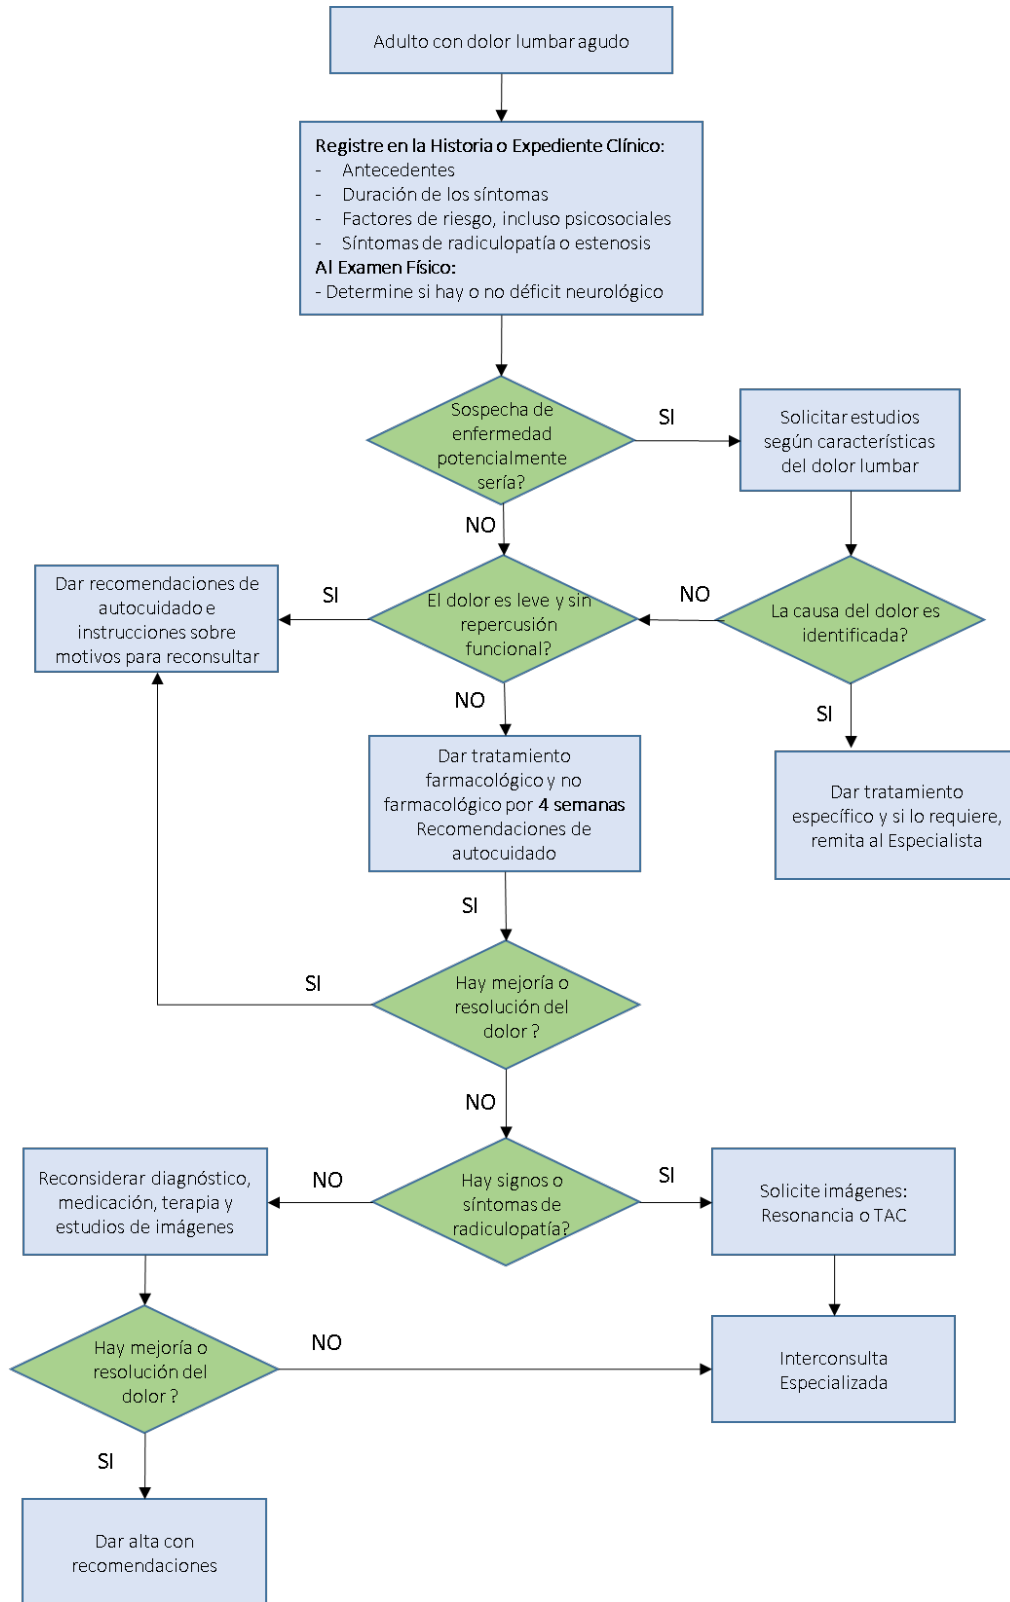 Adulto con dolor lumbar agudo
Registre en la Historia o Expediente Clínico:
- Antecedentes
- Duración de los síntomas
- Factores de riesgo, incluso psicosociales
- Síntomas de radiculopatía o estenosis
Al Examen Físico:
- Determine si hay o no déficit neurológico
Sospecha de
enfermedad
potencialmente
sería?
SI
Solicitar estudios
según características
del dolor lumbar
NO
Dar recomendaciones de
autocuidado e
instrucciones sobre
motivos para reconsultar
SI
El dolor es leve y sin
repercusión
funcional?
NO
La causa del dolor es
identificada?
NO
SI
Dar tratamiento
farmacológico y no
farmacológico por 4 semanas
Recomendaciones de
autocuidado
Dar tratamiento
específico y si lo requiere,
remita al Especialista
SI
SI
Hay mejoría o
resolución del
dolor ?
NO
Reconsiderar diagnóstico,
medicación, terapia y
estudios de imágenes
NO
Hay signos o
síntomas de
radiculopatía?
SI
Solicite imágenes:
Resonancia o TAC
Hay mejoría o
resolución del
dolor ?
NO
Interconsulta
Especializada
SI
Dar alta con
recomendaciones